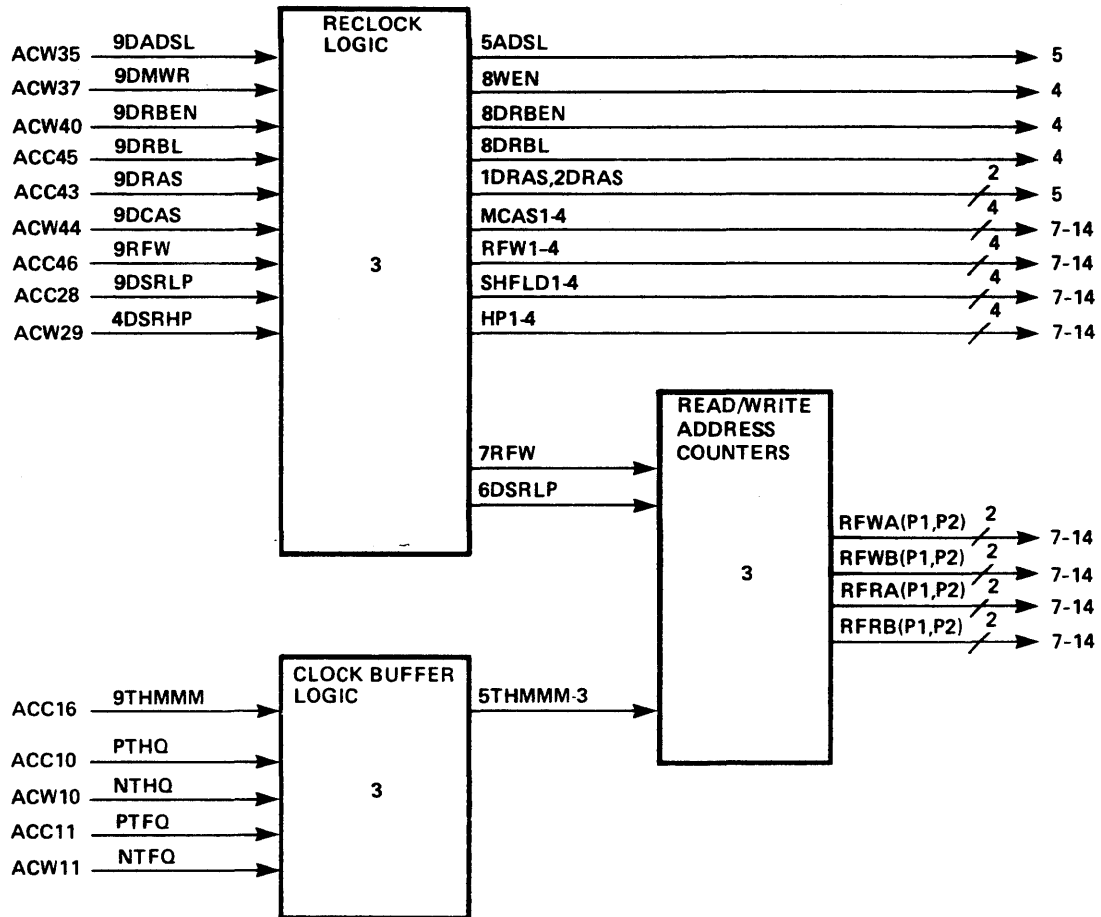 RECLOCK
LOGIC
ACW35 9DADSL 5ADSL 5
ACW37 9DMWR 8WEN 4
ACW40 9DRBEN 8DRBEN 4
ACC45 9DRBL 8DRBL 4
ACC43 9DRAS 1DRAS,2DRAS 2 5
ACW44 9DCAS MCAS1-4 4 7-14
ACC46 9RFW RFW1-4 4 7-14
3
ACC28 9DSRLP SHFLD1-4 4 7-14
ACW29 4DSRHP HP1-4 4 7-14
READ/WRITE
ADDRESS
COUNTERS
7RFW
6DSRLP
RFWA(P1,P2) 2 7-14
RFWB(P1,P2) 2 7-14
3
RFRA(P1,P2) 2 7-14
RFRB(P1,P2) 2 7-14
CLOCK BUFFER
LOGIC
ACC16 9THMMM 5THMMM-3
ACC10 PTHQ
ACW10 NTHQ
3
ACC11 PTFQ
ACW11 NTFQ